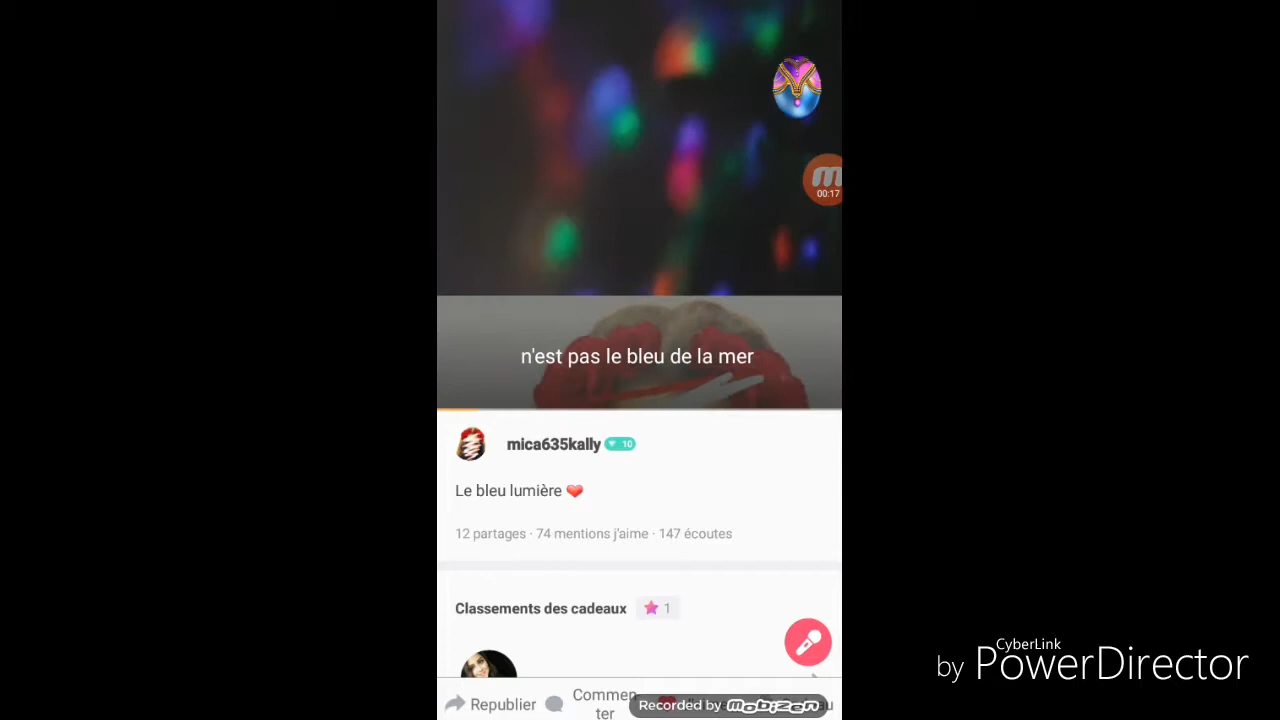 00:17
n'est pas le bleu de la mer
mica635kally 10
Le bleu lumière
12 partages · 74 mentions j'aime · 147 écoutes
Classements des cadeaux 1
Republier
Commen
ter
Recorded by mobizen
CyberLink
by PowerDirector